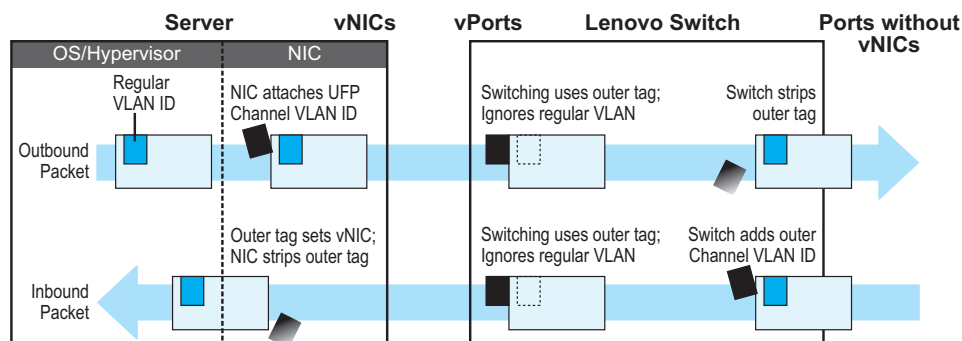 Server
vNICs
vPorts
Lenovo Switch
Ports without
vNICs
OS/Hypervisor
NIC
Regular
VLAN ID
NIC attaches UFP
Channel VLAN ID
Switching uses outer tag;
Ignores regular VLAN
Switch strips
outer tag
Outbound
Packet
Outer tag sets vNIC;
NIC strips outer tag
Switching uses outer tag;
Ignores regular VLAN
Switch adds outer
Channel VLAN ID
Inbound
Packet